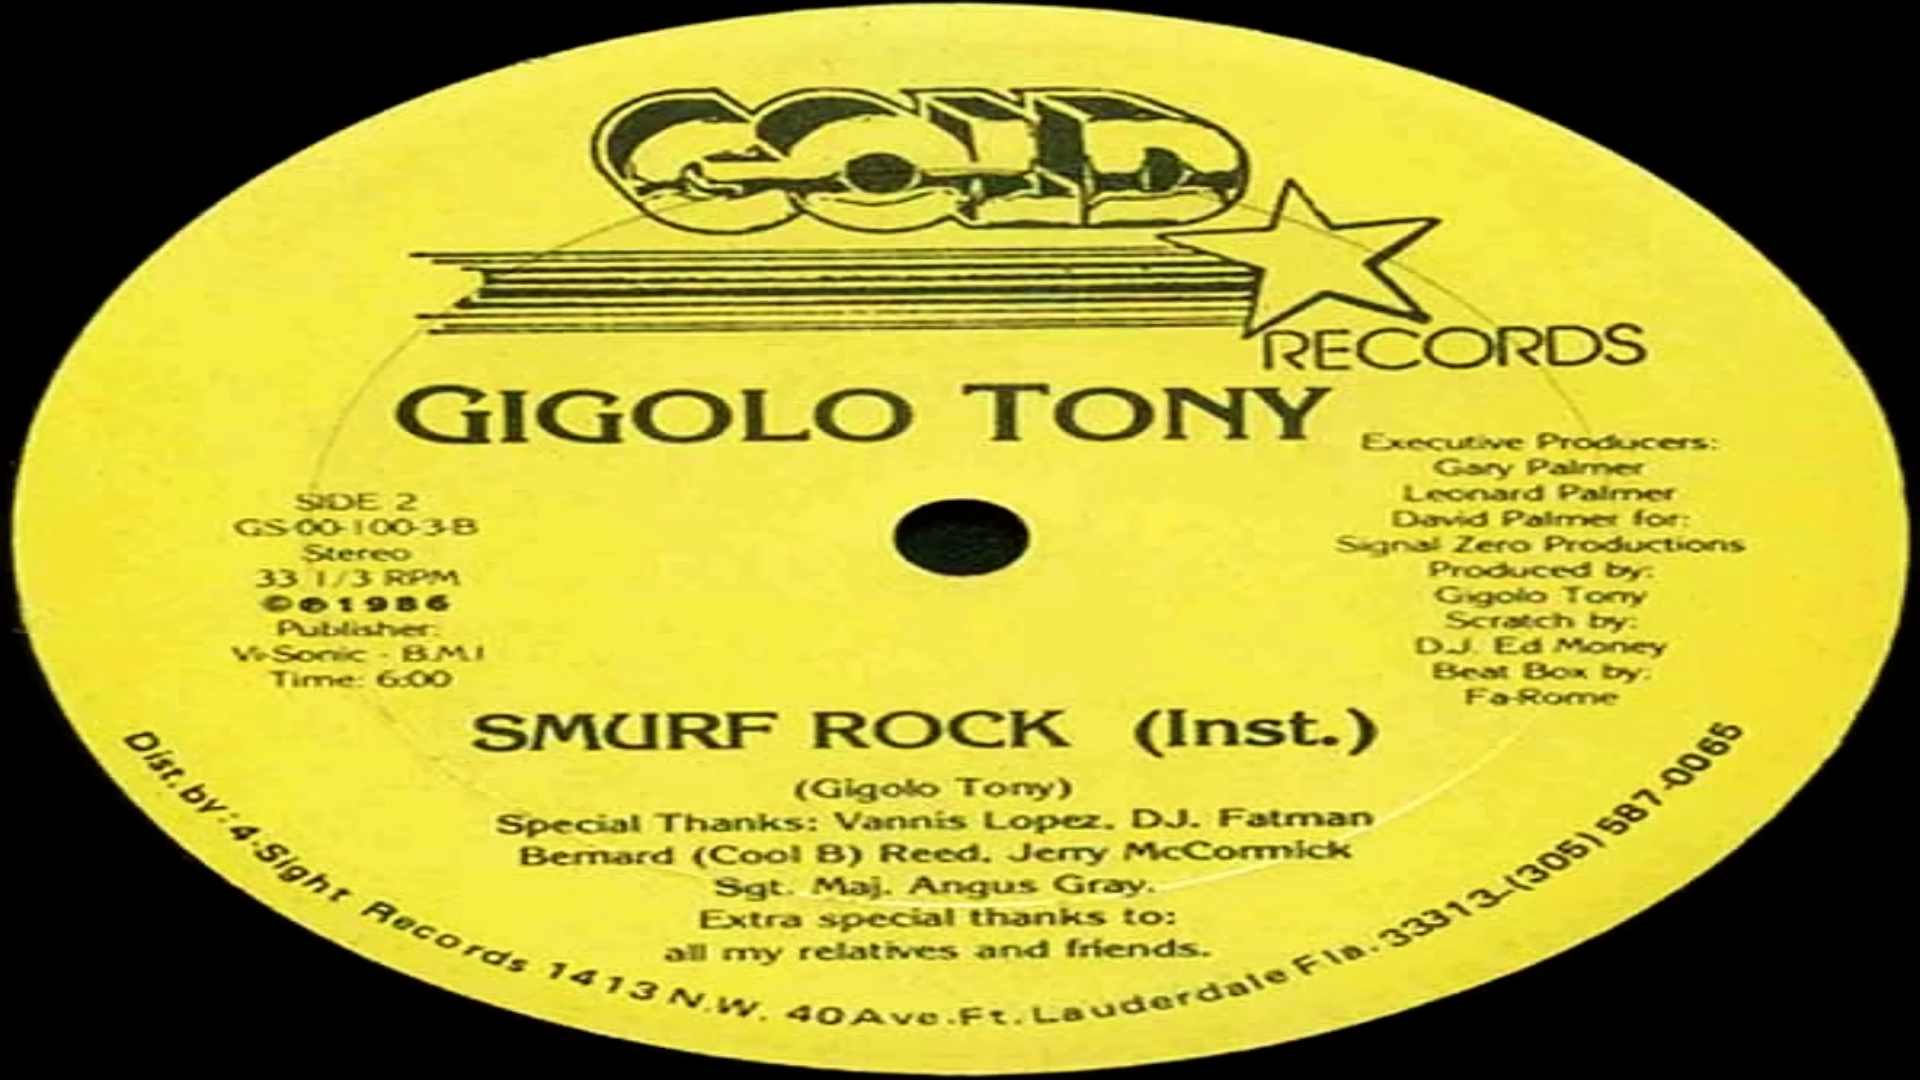 GOLD
RECORDS
GIGOLO TONY
Executive Producers:
Gary Palmer
Leonard Palmer
David Palmer for:
Signal Zero Productions
Produced by:
Gigolo Tony
Scratch by:
D.J. Ed Money
Beat Box by:
Fa-Rome
SIDE 2
GS-00-100-3-B
Stereo
33 1/3 RPM
©℗1986
Publisher:
Vi-Sonic - B.M.I
Time: 6:00
SMURF ROCK (Inst.)
(Gigolo Tony)
Special Thanks: Vannis Lopez, DJ. Fatman
Bernard (Cool B) Reed, Jerry McCormick
Sgt. Maj. Angus Gray.
Extra special thanks to:
all my relatives and friends.
Dist. by: 4-Sight Records 1413 N.W. 40 Ave. Ft. Lauderdale Fla. 33313-(305) 587-0065